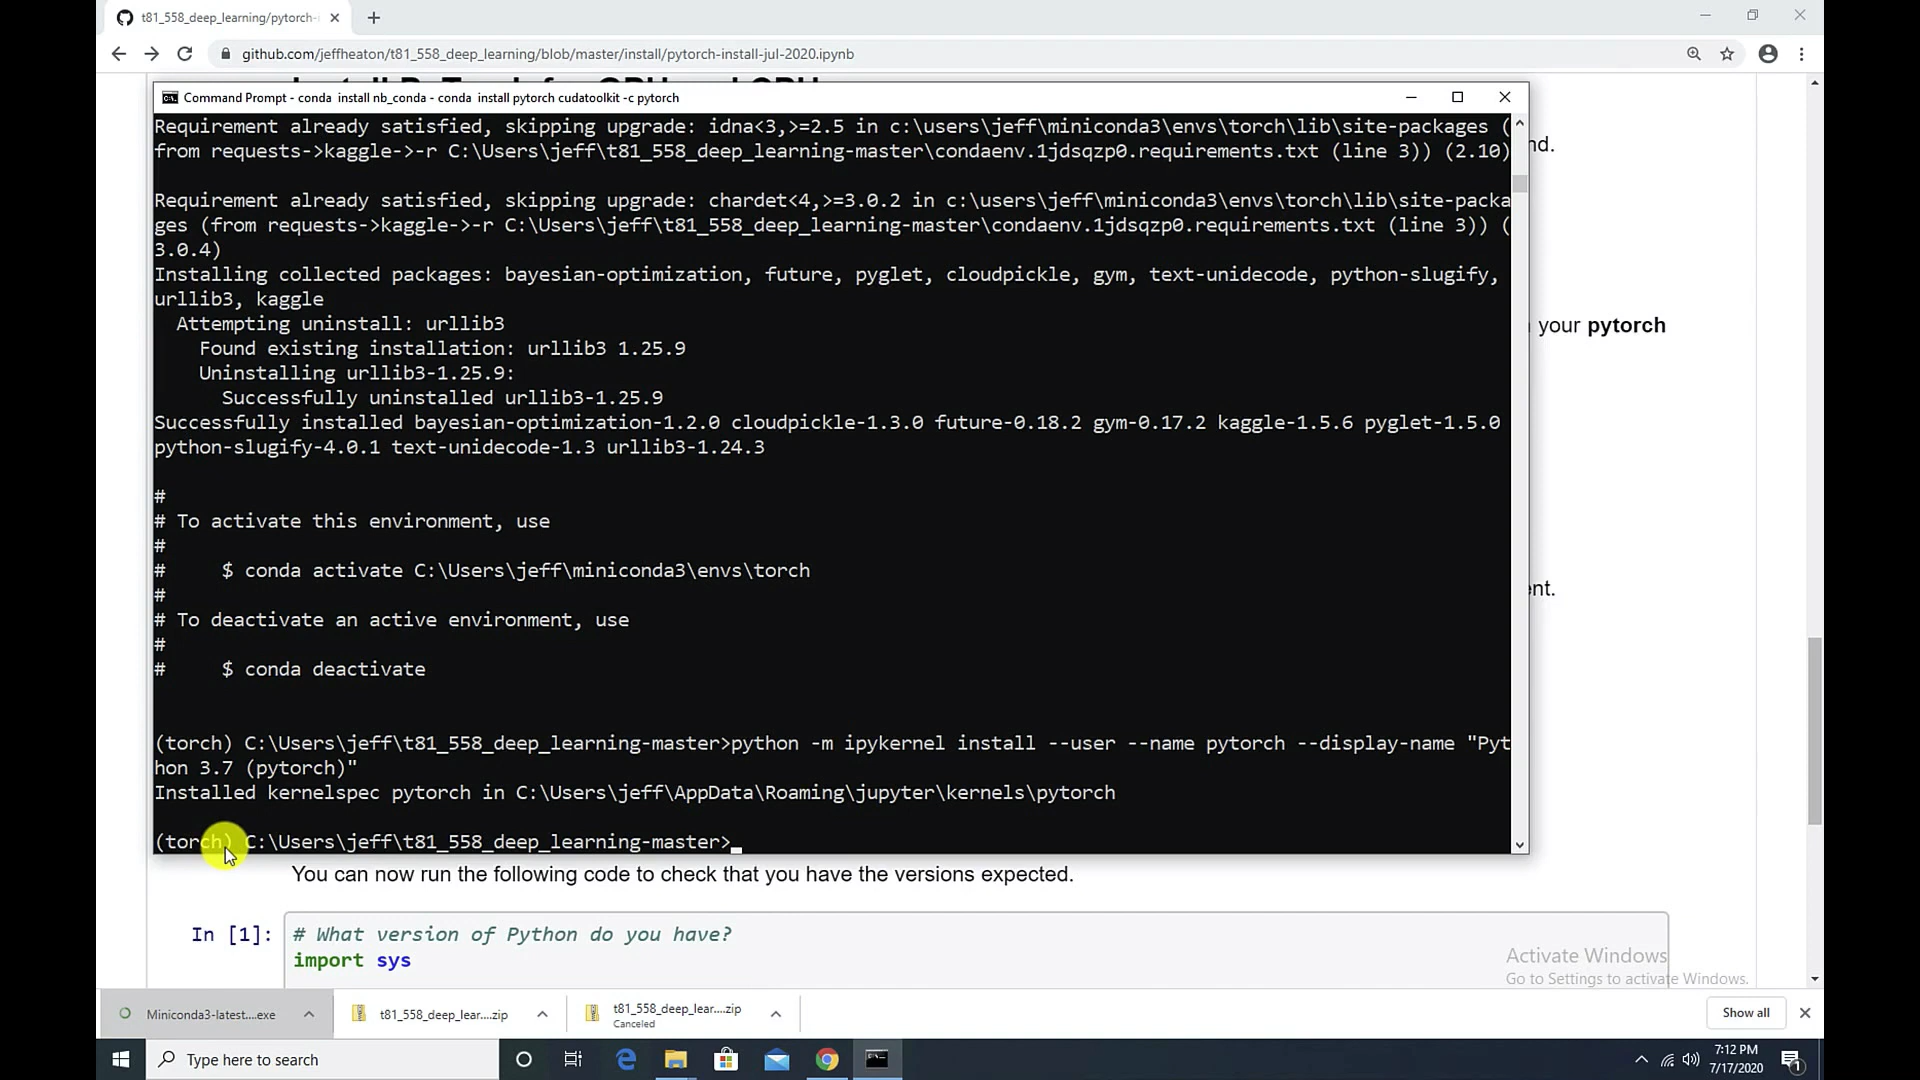 t81_558_deep_learning/pytorch-
github.com/jeffheaton/t81_558_deep_learning/blob/master/install/pytorch-install-jul-2020.ipynb
Command Prompt - conda  install nb_conda - conda  install pytorch cudatoolkit -c pytorch
Requirement already satisfied, skipping upgrade: idna<3,>=2.5 in c:\users\jeff\miniconda3\envs\torch\lib\site-packages (
from requests->kaggle->-r C:\Users\jeff\t81_558_deep_learning-master\condaenv.1jdsqzp0.requirements.txt (line 3)) (2.10)
nd.
Requirement already satisfied, skipping upgrade: chardet<4,>=3.0.2 in c:\users\jeff\miniconda3\envs\torch\lib\site-packa
ges (from requests->kaggle->-r C:\Users\jeff\t81_558_deep_learning-master\condaenv.1jdsqzp0.requirements.txt (line 3)) (
3.0.4)
Installing collected packages: bayesian-optimization, future, pyglet, cloudpickle, gym, text-unidecode, python-slugify,
urllib3, kaggle
Attempting uninstall: urllib3
your pytorch
Found existing installation: urllib3 1.25.9
Uninstalling urllib3-1.25.9:
Successfully uninstalled urllib3-1.25.9
Successfully installed bayesian-optimization-1.2.0 cloudpickle-1.3.0 future-0.18.2 gym-0.17.2 kaggle-1.5.6 pyglet-1.5.0
python-slugify-4.0.1 text-unidecode-1.3 urllib3-1.24.3
#
# To activate this environment, use
#
#     $ conda activate C:\Users\jeff\miniconda3\envs\torch
ent.
#
# To deactivate an active environment, use
#
#     $ conda deactivate
(torch) C:\Users\jeff\t81_558_deep_learning-master>python -m ipykernel install --user --name pytorch --display-name "Pyt
hon 3.7 (pytorch)"
Installed kernelspec pytorch in C:\Users\jeff\AppData\Roaming\jupyter\kernels\pytorch
(torch) C:\Users\jeff\t81_558_deep_learning-master>
You can now run the following code to check that you have the versions expected.
In [1]:
# What version of Python do you have?
import sys
Activate Windows
Go to Settings to activate Windows.
Miniconda3-latest....exe
t81_558_deep_lear....zip
t81_558_deep_lear....zip
Canceled
Show all
Type here to search
7:12 PM
7/17/2020
1